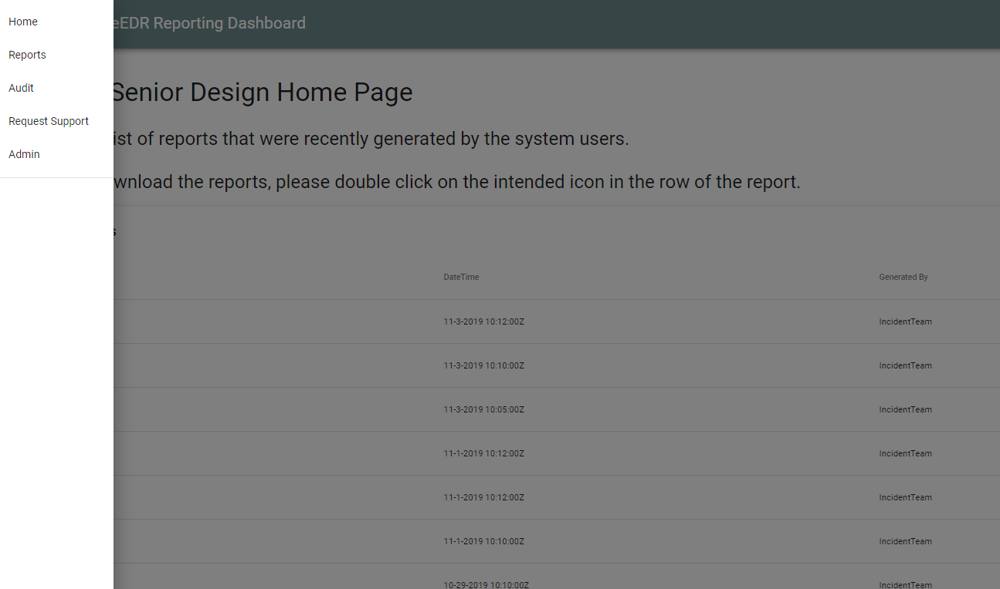 Home
Reports
Audit
Request Support
Admin
eEDR Reporting Dashboard
Senior Design Home Page
ist of reports that were recently generated by the system users.
wnload the reports, please double click on the intended icon in the row of the report.
s
DateTime Generated By
11-3-2019 10:12:00Z IncidentTeam
11-3-2019 10:10:00Z IncidentTeam
11-3-2019 10:05:00Z IncidentTeam
11-1-2019 10:12:00Z IncidentTeam
11-1-2019 10:12:00Z IncidentTeam
11-1-2019 10:10:00Z IncidentTeam
10-29-2019 10:10:00Z IncidentTeam